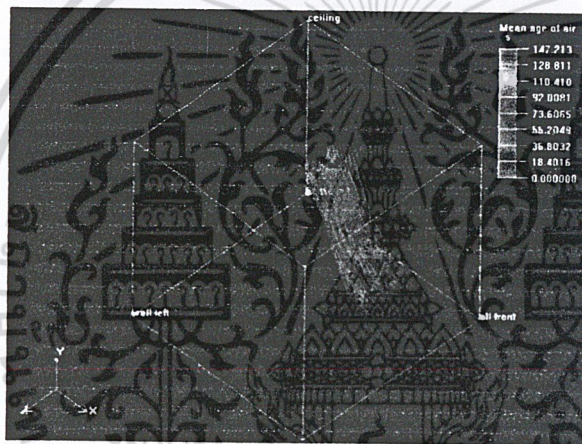 ceiling
Mean age of air
s
147.213
128.811
110.410
92.0081
73.6065
55.2049
36.8032
18.4016
0.000000
wall left
wall front
Y
X